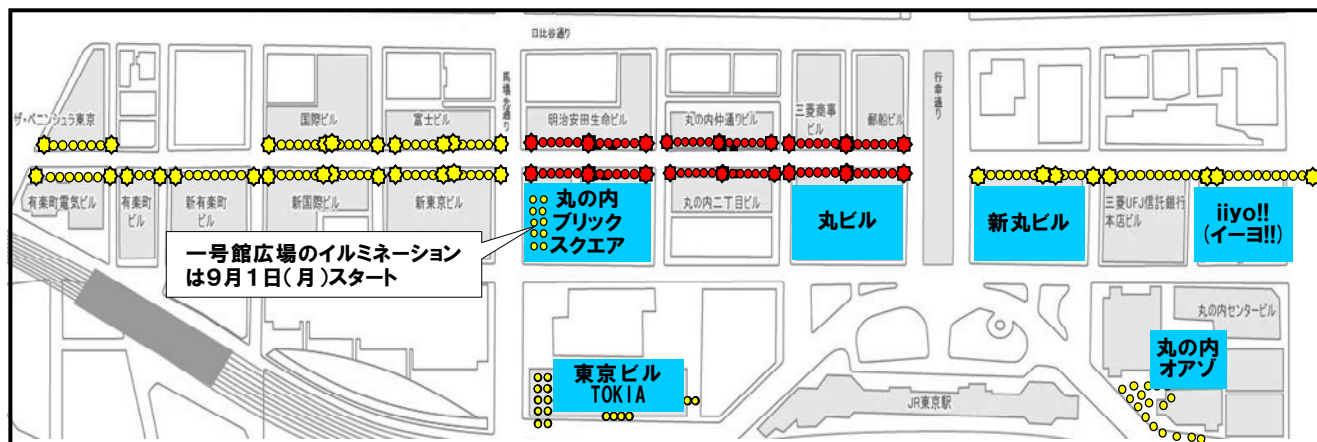 日比谷通り
ザ・ペニンシュラ東京
国際ビル
富士ビル
馬場先通り
明治安田生命ビル
丸の内仲通りビル
三菱商事
ビル
郵船ビル
行幸通り
有楽町電気ビル
有楽町
ビル
新有楽町
ビル
新国際ビル
新東京ビル
丸の内
ブリック
スクエア
丸の内二丁目ビル
丸ビル
新丸ビル
三菱UFJ信託銀行
本店ビル
iiyo!!
(イーヨ!!)
一号館広場のイルミネーション
は9月1日(月)スタート
東京ビル
TOKIA
JR東京駅
丸の内センタービル
丸の内
オアゾ